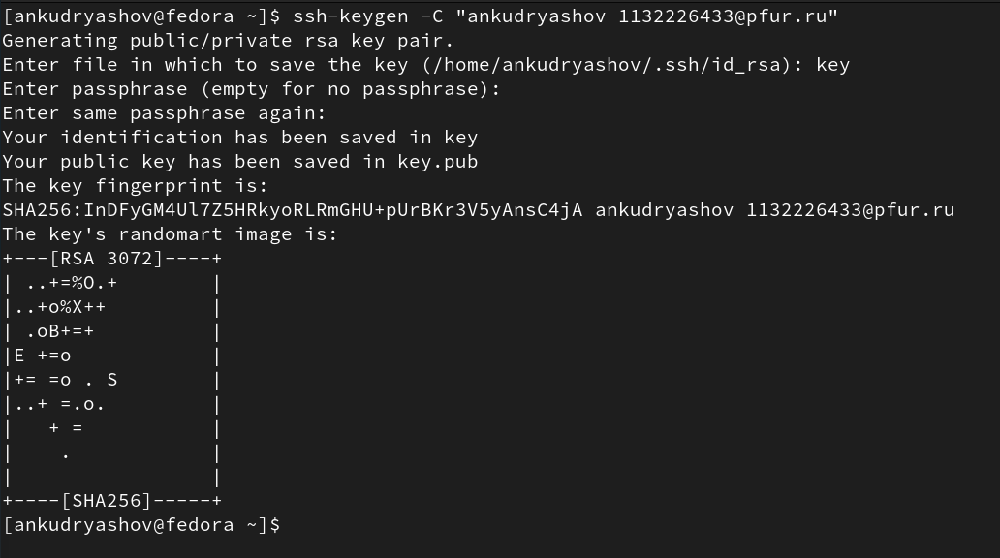 [ankudryashov@fedora ~]$ ssh-keygen -C "ankudryashov 1132226433@pfur.ru"
Generating public/private rsa key pair.
Enter file in which to save the key (/home/ankudryashov/.ssh/id_rsa): key
Enter passphrase (empty for no passphrase):
Enter same passphrase again:
Your identification has been saved in key
Your public key has been saved in key.pub
The key fingerprint is:
SHA256:InDFyGM4Ul7Z5HRkyoRLRmGHU+pUrBKr3V5yAnsC4jA ankudryashov 1132226433@pfur.ru
The key's randomart image is:
+---[RSA 3072]----+
| ..+=%O.+        |
|..+o%X++         |
| .oB+=+          |
|E +=o            |
|+= =o . S        |
|..+ =.o.         |
|   + =           |
|    .            |
|                 |
+----[SHA256]-----+
[ankudryashov@fedora ~]$